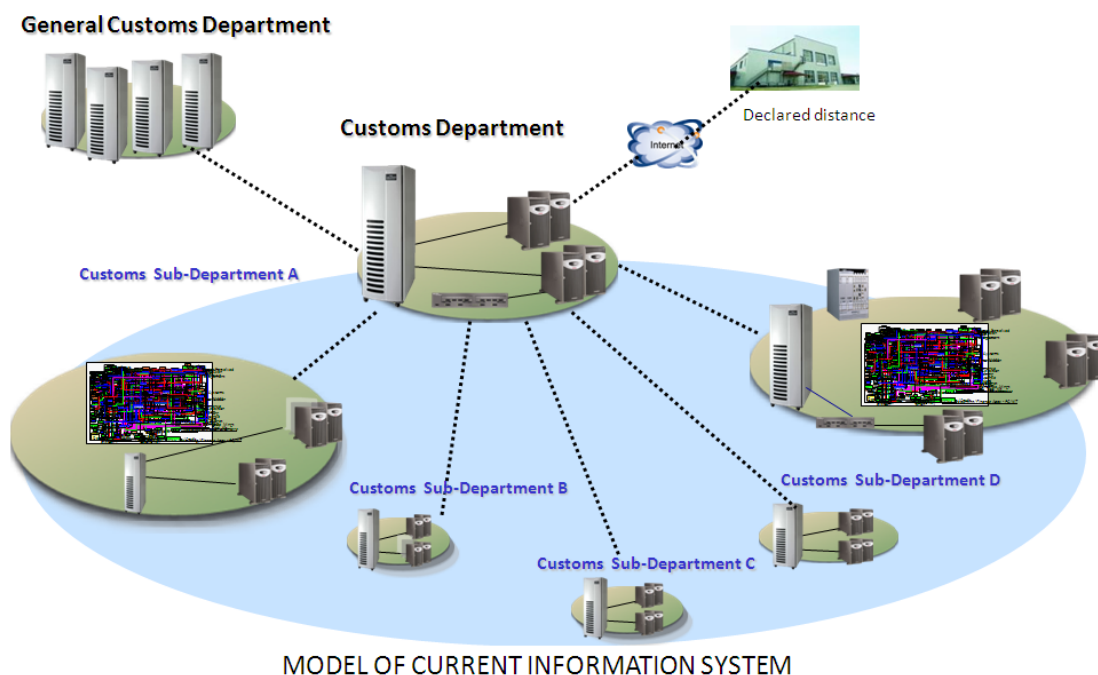 General Customs Department
Declared distance
Customs Department
Internet
Customs Sub-Department A
Customs Sub-Department B
Customs Sub-Department D
Customs Sub-Department C
MODEL OF CURRENT INFORMATION SYSTEM